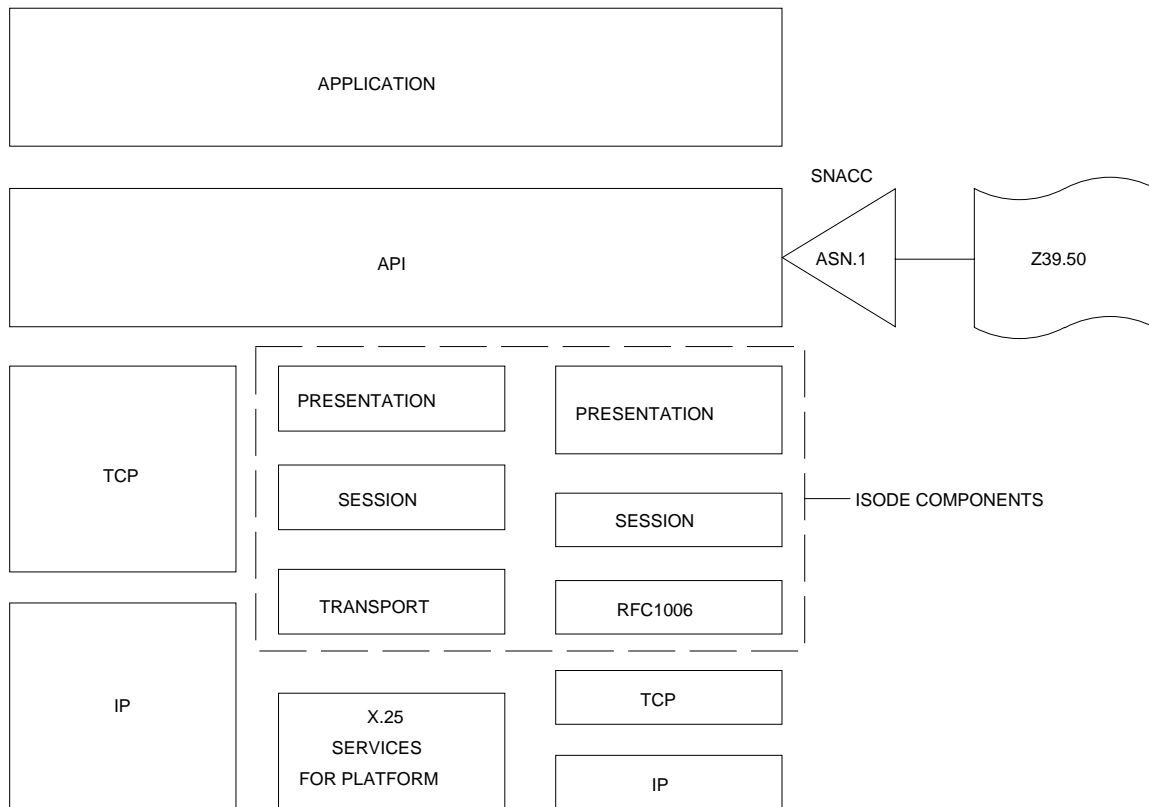 APPLICATION
SNACC
API
ASN.1
Z39.50
PRESENTATION
PRESENTATION
TCP
SESSION
SESSION
ISODE COMPONENTS
TRANSPORT
RFC1006
IP
X.25
SERVICES
FOR PLATFORM
TCP
IP